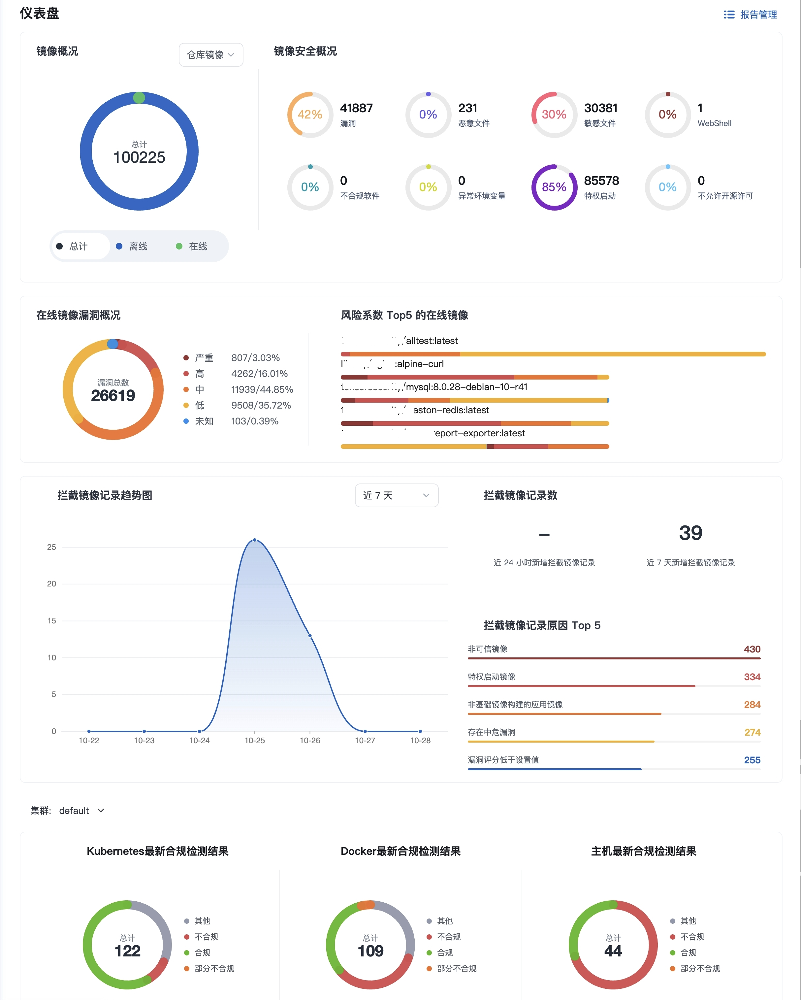 仪表盘
报告管理
镜像概况
仓库镜像
总计
100225
总计
离线
在线
镜像安全概况
42%
41887
漏洞
0%
231
恶意文件
30%
30381
敏感文件
0%
1
WebShell
0%
0
不合规软件
0%
0
异常环境变量
85%
85578
特权启动
0%
0
不允许开源许可
在线镜像漏洞概况
漏洞总数
26619
严重 807/3.03%
高 4262/16.01%
中 11939/44.85%
低 9508/35.72%
未知 103/0.39%
风险系数 Top5 的在线镜像
/alltest:latest
:alpine-curl
/mysql:8.0.28-debian-10-r41
aston-redis:latest
report-exporter:latest
拦截镜像记录趋势图
近 7 天
25
20
15
10
5
0
10-22 10-23 10-24 10-25 10-26 10-27 10-28
拦截镜像记录数
–
近 24 小时新增拦截镜像记录
39
近 7 天新增拦截镜像记录
拦截镜像记录原因 Top 5
非可信镜像 430
特权启动镜像 334
非基础镜像构建的应用镜像 284
存在中危漏洞 274
漏洞评分低于设置值 255
集群: default
Kubernetes最新合规检测结果
总计
122
其他
不合规
合规
部分不合规
Docker最新合规检测结果
总计
109
其他
不合规
合规
部分不合规
主机最新合规检测结果
总计
44
其他
不合规
合规
部分不合规